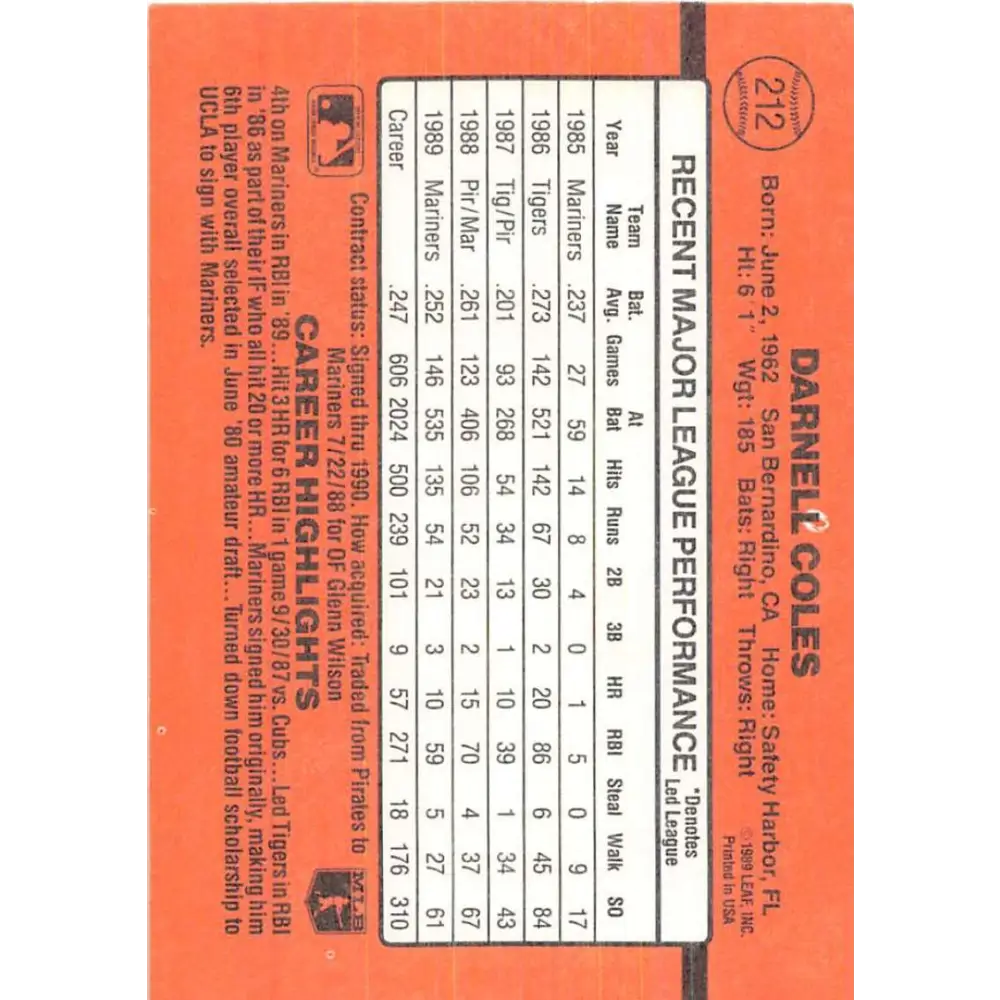 212
DARNELL COLES
Born: June 2, 1962 San Bernardino, CA Home: Safety Harbor, FL
Ht: 6'1" Wgt: 185 Bats: Right Throws: Right
© 1989 LEAF, INC.
Printed in USA
RECENT MAJOR LEAGUE PERFORMANCE
*Denotes
Led League
Year Team Name Bat. Avg. Games At Bat Hits Runs 2B 3B HR RBI Steal Walk SO
1985 Mariners .237 27 59 14 8 4 0 1 5 0 9 17
1986 Tigers .273 142 521 142 67 30 2 20 86 6 45 84
1987 Tig/Pir .201 93 268 54 34 13 1 10 39 1 34 43
1988 Pir/Mar .261 123 406 106 52 23 2 15 70 4 37 67
1989 Mariners .252 146 535 135 54 21 3 10 59 5 27 61
Career .247 606 2024 500 239 101 9 57 271 18 176 310
Contract status: Signed thru 1990. How acquired: Traded from Pirates to
Mariners 7/22/88 for OF Glenn Wilson
MLB
CAREER HIGHLIGHTS
4th on Mariners in RBI in '89...Hit 3 HR for 6 RBI in 1 game 9/30/87 vs. Cubs...Led Tigers in RBI
in '86 as part of their IF who all hit 20 or more HR...Mariners signed him originally, making him
6th player overall selected in June '80 amateur draft...Turned down football scholarship to
UCLA to sign with Mariners.